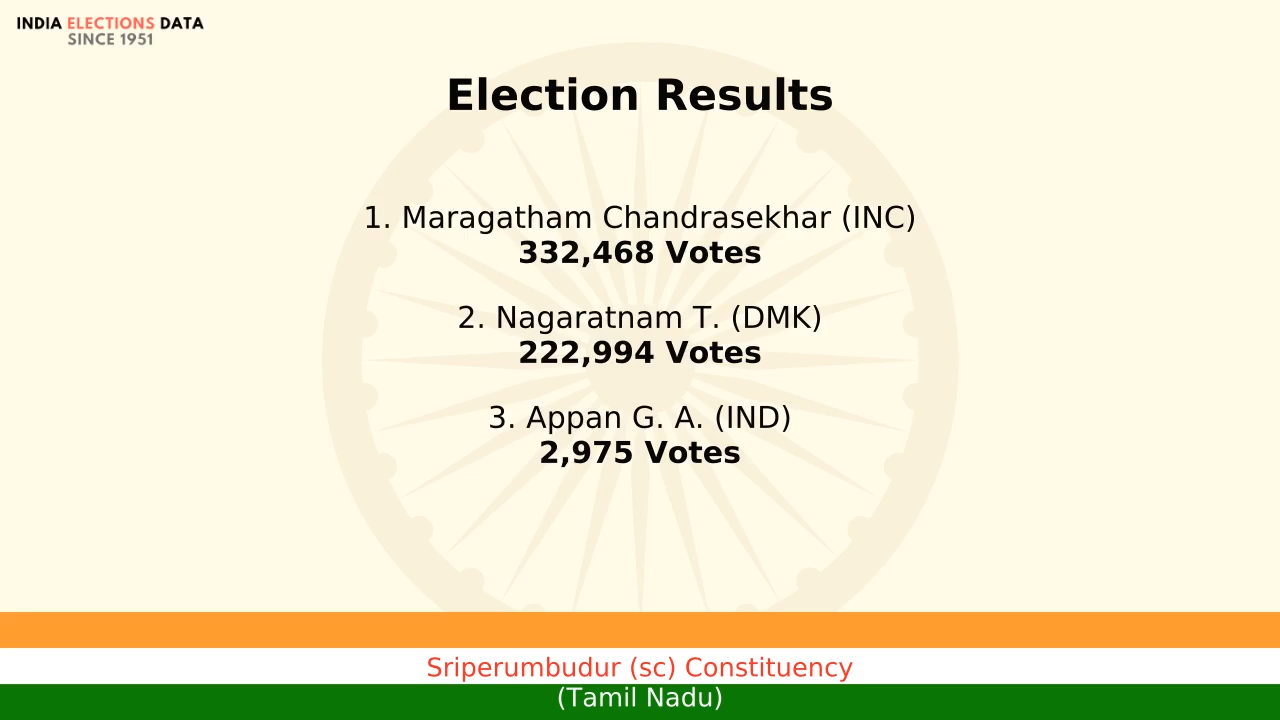 INDIA ELECTIONS DATA
SINCE 1951
Election Results
1. Maragatham Chandrasekhar (INC)
332,468 Votes
2. Nagaratnam T. (DMK)
222,994 Votes
3. Appan G. A. (IND)
2,975 Votes
Sriperumbudur (sc) Constituency
(Tamil Nadu)